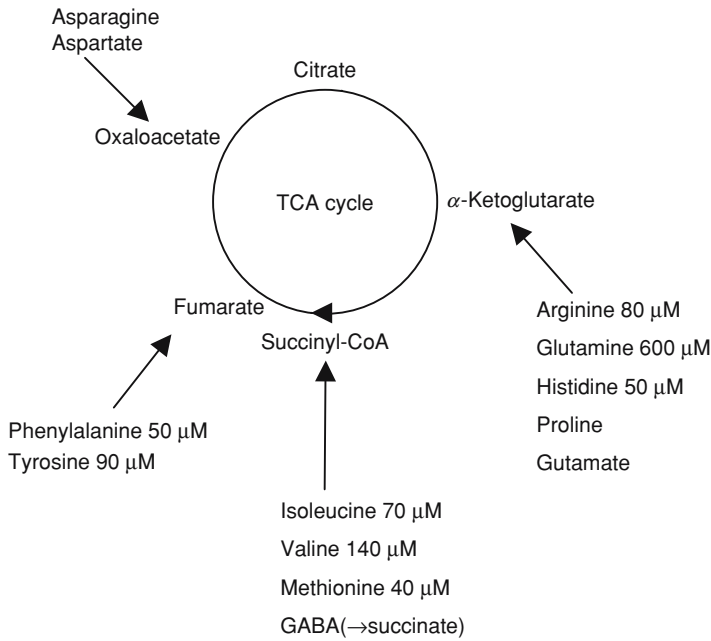 Asparagine
Aspartate
Citrate
Oxaloacetate
TCA cycle
α-Ketoglutarate
Fumarate
Succinyl-CoA
Arginine 80 μM
Glutamine 600 μM
Histidine 50 μM
Proline
Gutamate
Phenylalanine 50 μM
Tyrosine 90 μM
Isoleucine 70 μM
Valine 140 μM
Methionine 40 μM
GABA(→succinate)